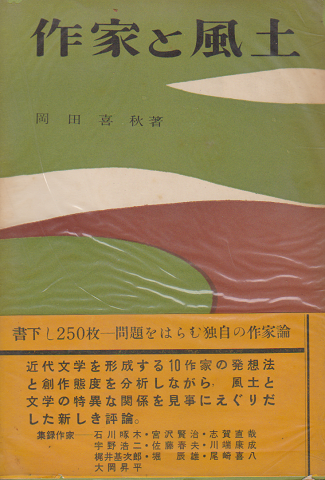 作家と風土
岡田喜秋著
書下し250枚―問題をはらむ独自の作家論
近代文学を形成する10作家の発想法
と創作態度を分析しながら、風土と
文学の特異な関係を見事にえぐりだ
した新しき評論。
集録作家――石川啄木・宮沢賢治・志賀直哉
宇野浩二・佐藤春夫・川端康成
梶井基次郎・堀辰雄・尾崎喜八
大岡昇平